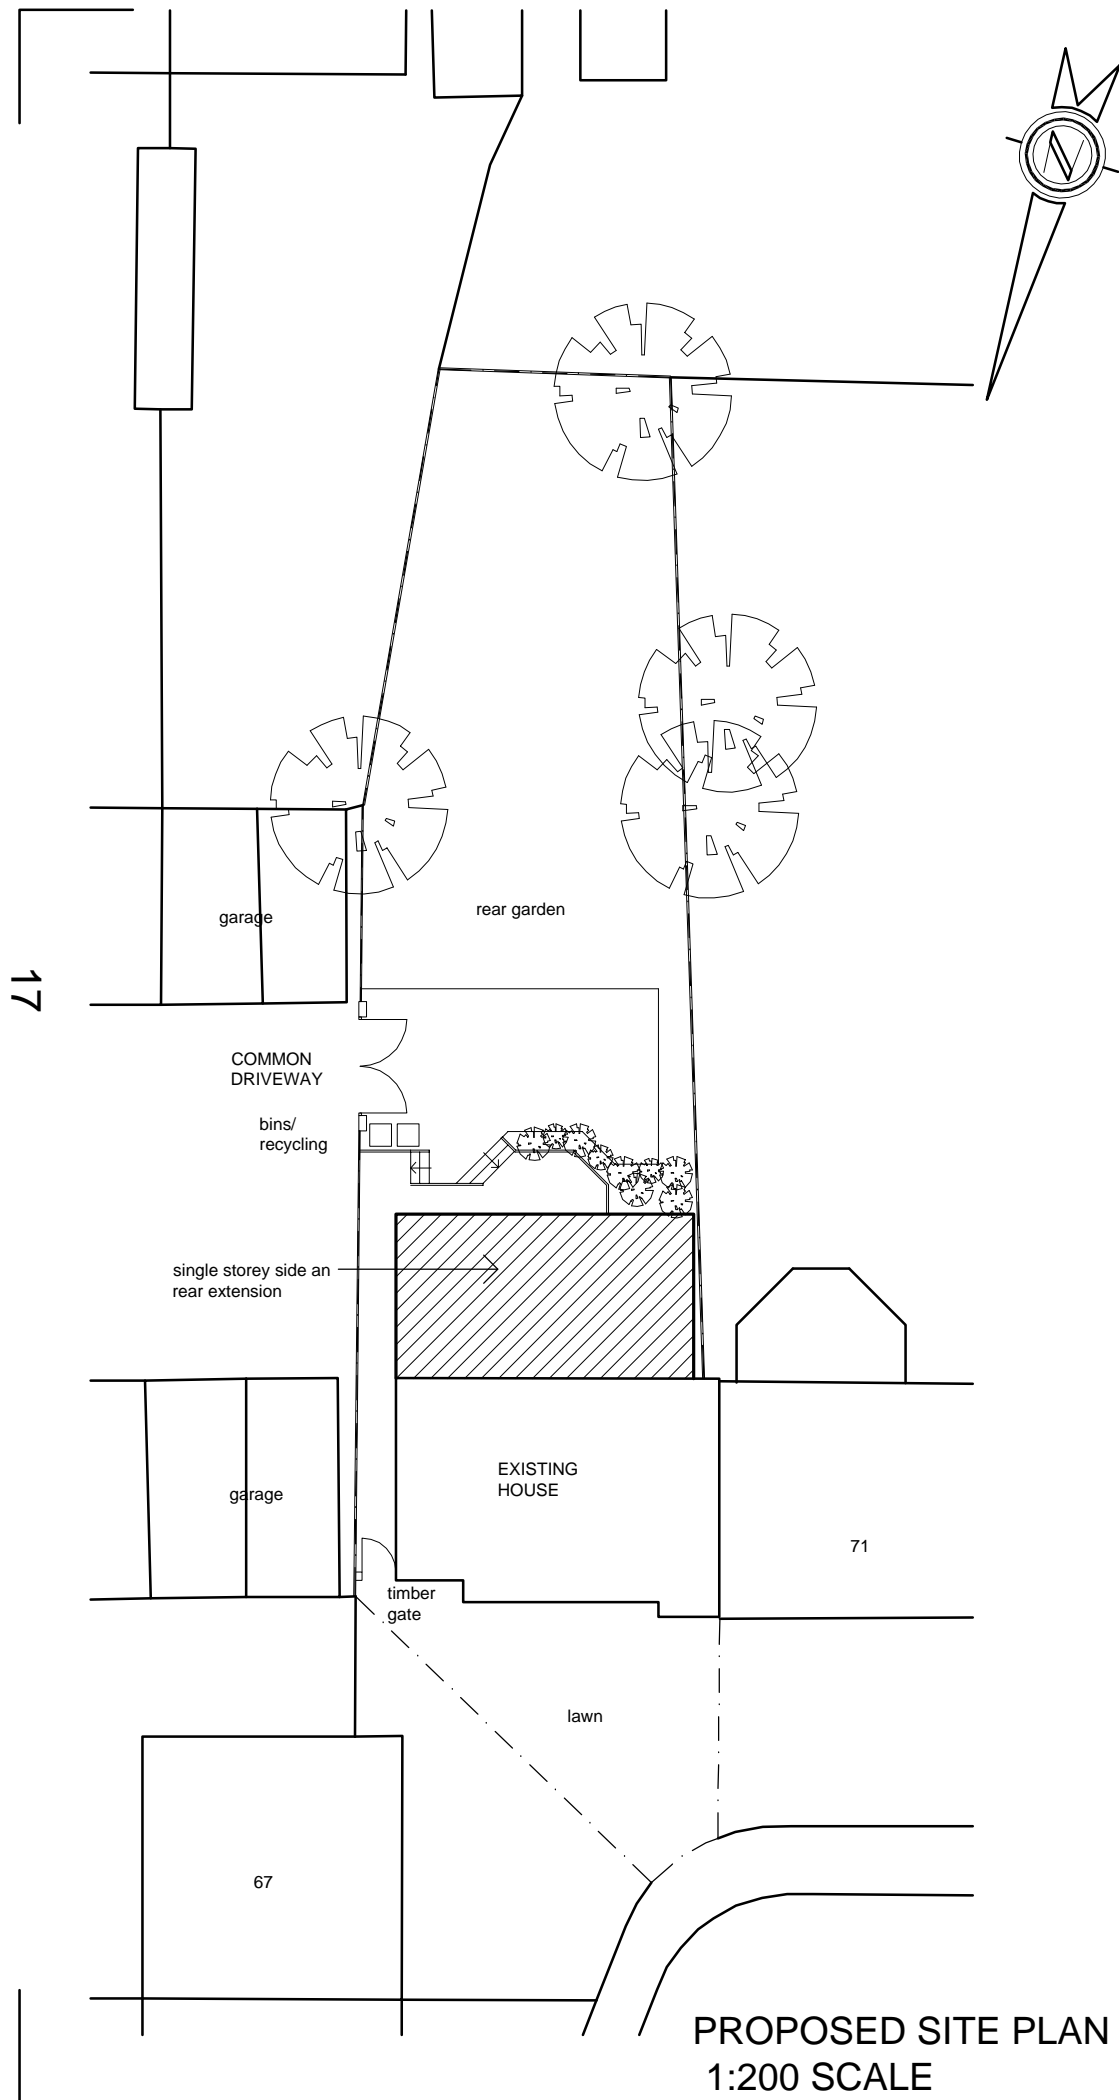 garage
rear garden
17
COMMON
DRIVEWAY
bins/
recycling
single storey side an
rear extension
EXISTING
HOUSE
garage
71
timber
gate
lawn
67
PROPOSED SITE PLAN
1:200 SCALE